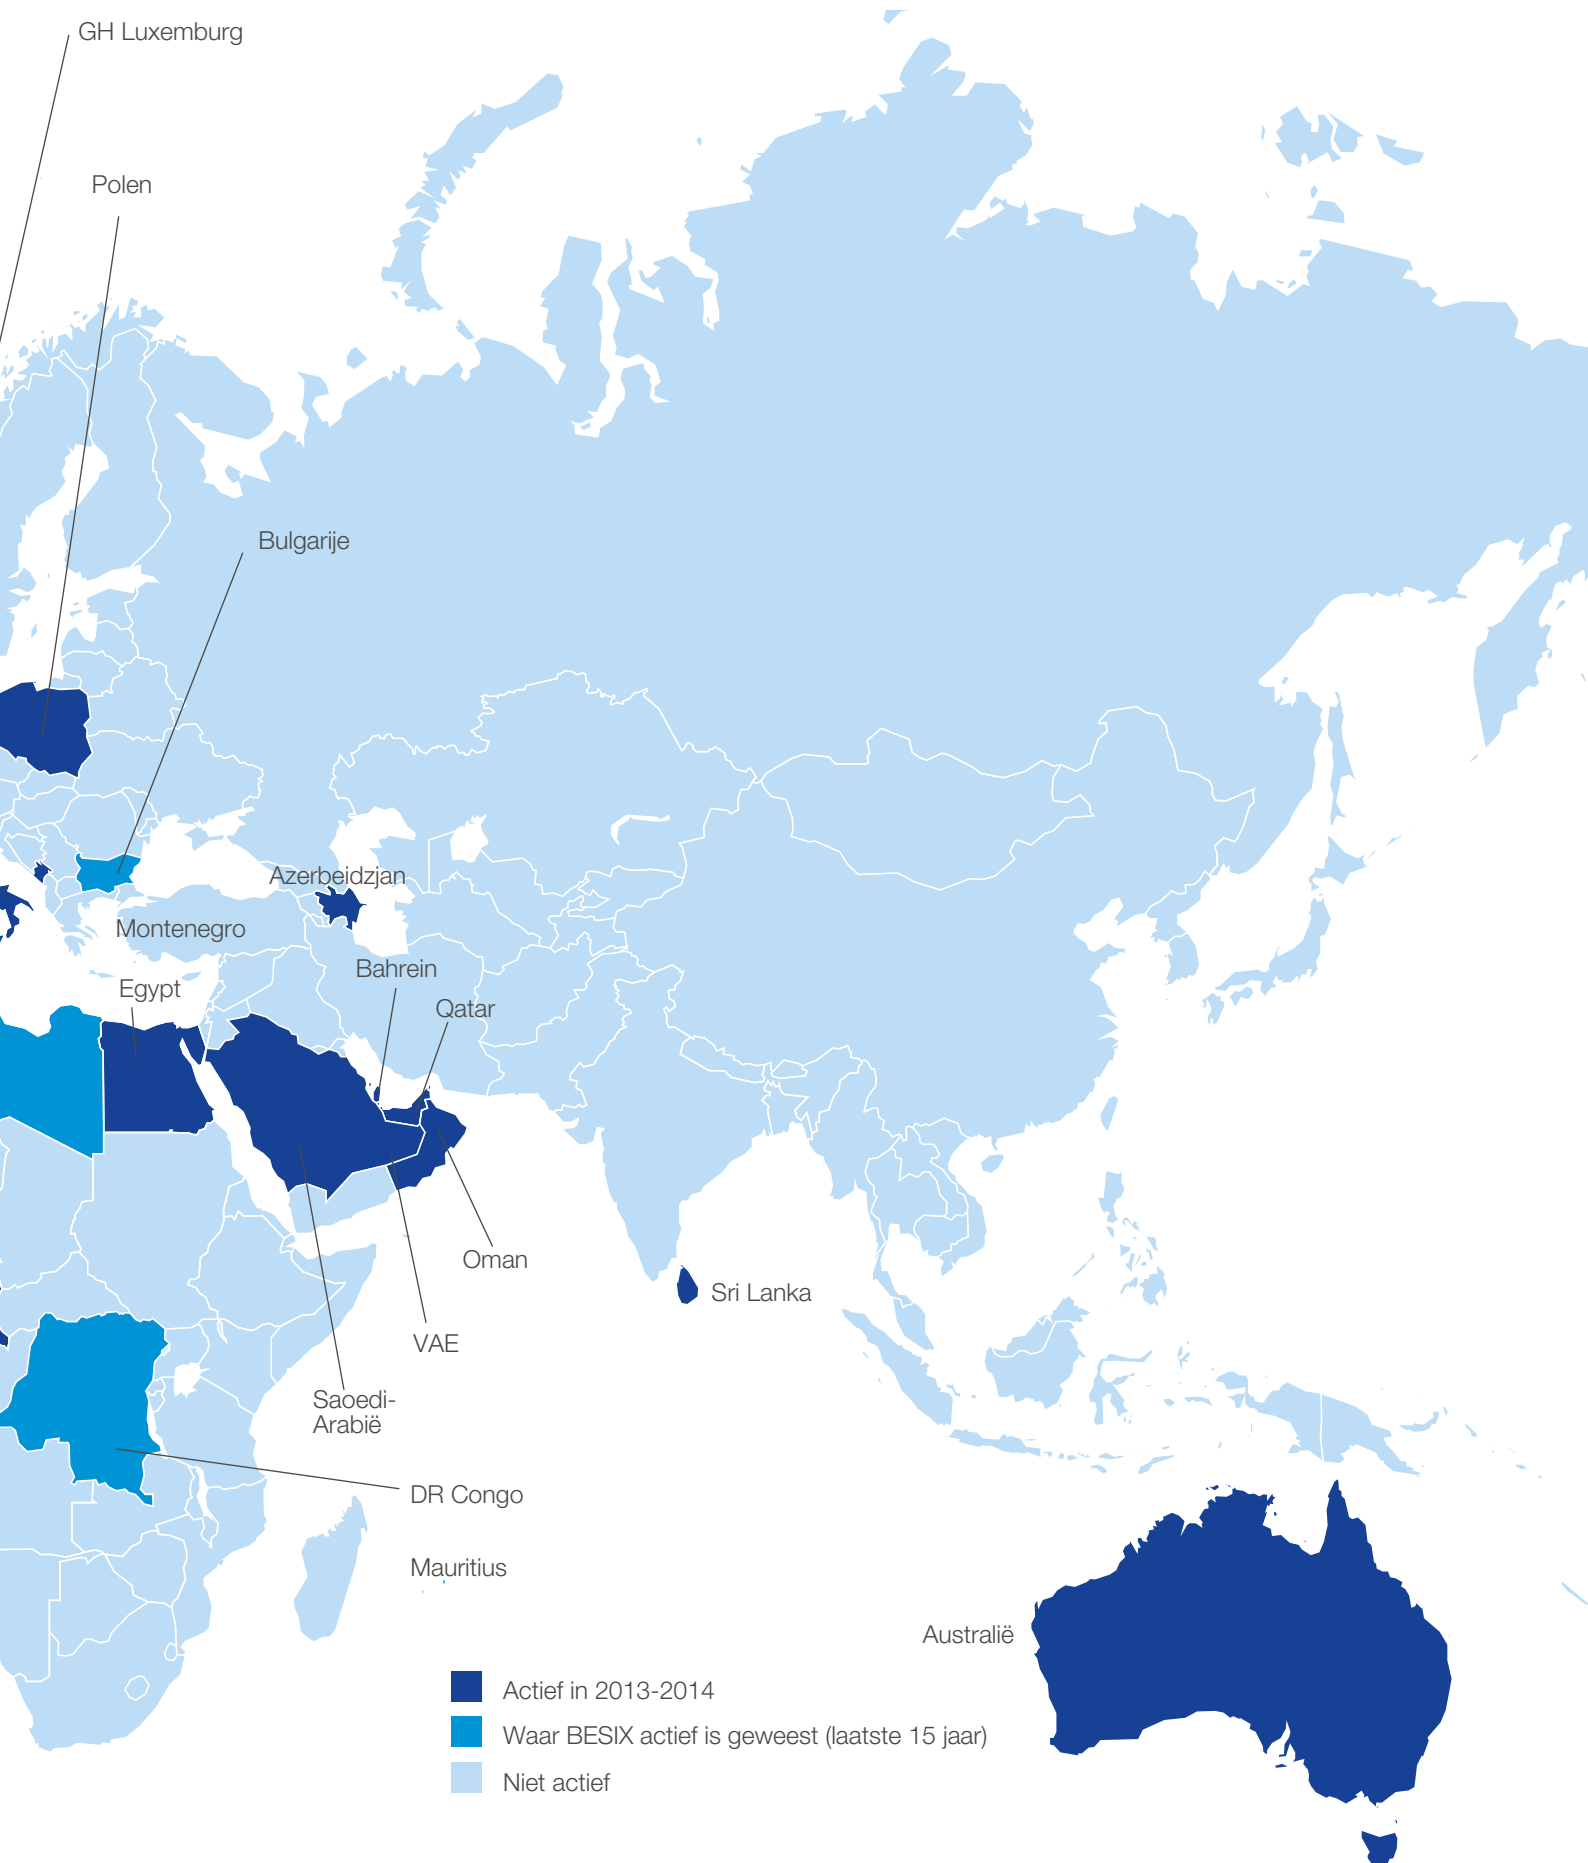 GH Luxemburg
Polen
Bulgarije
Azerbeidzjan
Montenegro
Bahrein
Egypt
Qatar
Oman
Sri Lanka
VAE
Saoedi-
Arabië
DR Congo
Mauritius
Australië
Actief in 2013-2014
Waar BESIX actief is geweest (laatste 15 jaar)
Niet actief